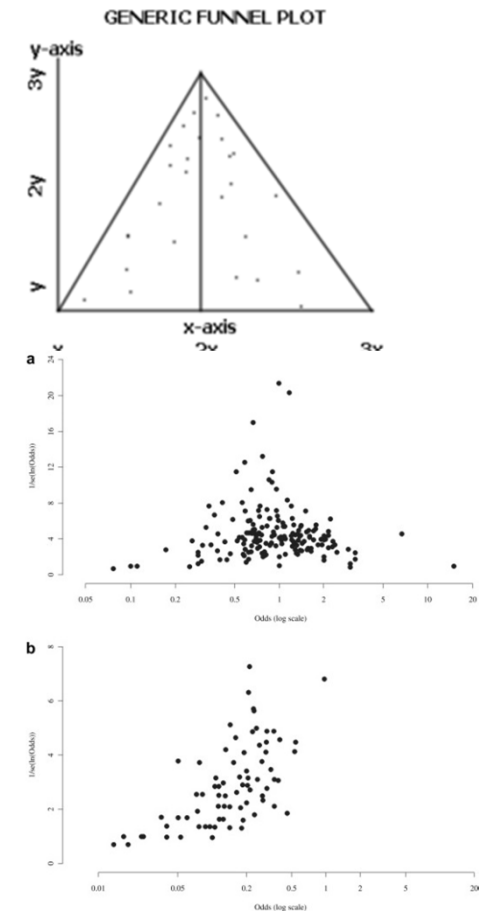 GENERIC FUNNEL PLOT
y-axis
3y
2y
y
x-axis
a
24
20
16
12
8
4
0
1/se(ln(Odds))
0.05 0.1 0.2 0.5 1 2 5 10 20
Odds (log scale)
b
8
6
4
2
0
1/se(ln(Odds))
0.01 0.05 0.2 0.5 1 2 5 20
Odds (log scale)